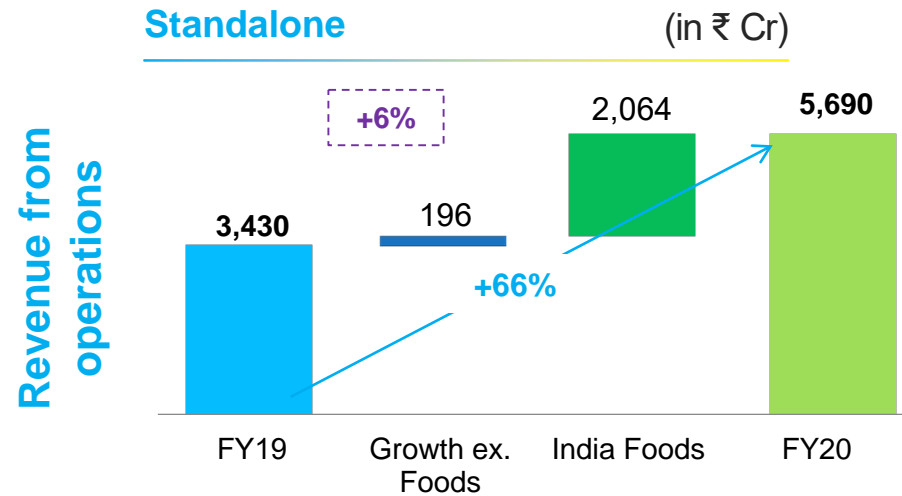 Standalone
(in ₹ Cr)
Revenue from
operations
+6%
3,430
196
2,064
5,690
+66%
FY19
Growth ex.
Foods
India Foods
FY20